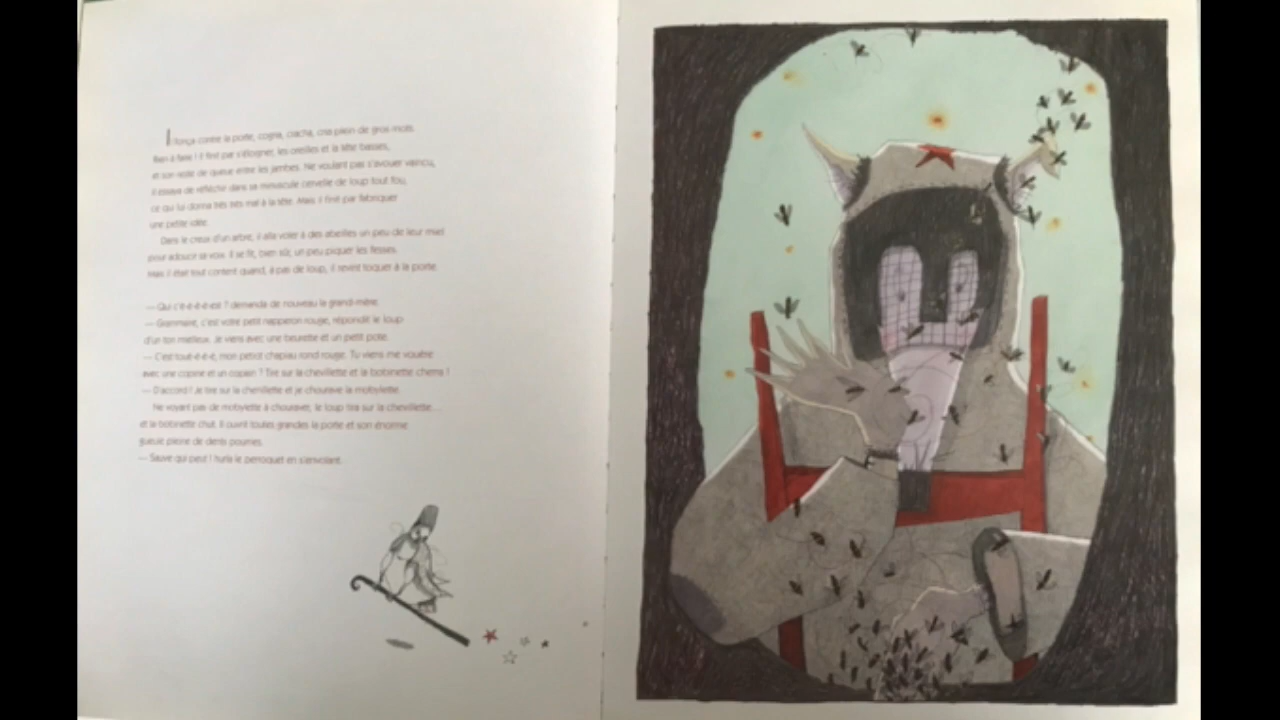 Il fonça contre la porte, cogna, cracha, cria plein de gros mots.
Rien à faire ! Il finit par s'éloigner, les oreilles et la tête basses,
et son reste de queue entre les jambes. Ne voulant pas s'avouer vaincu,
il essaya de réfléchir dans sa minuscule cervelle de loup tout fou,
ce qui lui donna très très mal à la tête. Mais il finit par fabriquer
une petite idée.
Dans le creux d'un arbre, il alla voler à des abeilles un peu de leur miel
pour adoucir sa voix. Il se fit, bien sûr, un peu piquer les fesses.
Mais il était tout content quand, à pas de loup, il revint toquer à la porte.
— Qui c'é-é-é-é-est ? demanda de nouveau la grand-mère.
— Grammaire, c'est votre petit napperon rouge, répondit le loup
d'un ton mielleux. Je viens avec une beurette et un petit pote.
— C'est toué-é-é-é, mon petiot chapiau rond rouge. Tu viens me vouère
avec une copine et un copain ? Tire sur la chevillette et la bobinette cherra !
— D'accord ! Je tire sur la chenillette et je chourave la mobylette.
Ne voyant pas de mobylette à chouraver, le loup tira sur la chevillette...
et la bobinette chut. Il ouvrit toutes grandes la porte et son énorme
gueule pleine de dents pourries.
— Sauve qui peut ! hurla le perroquet en s'envolant.